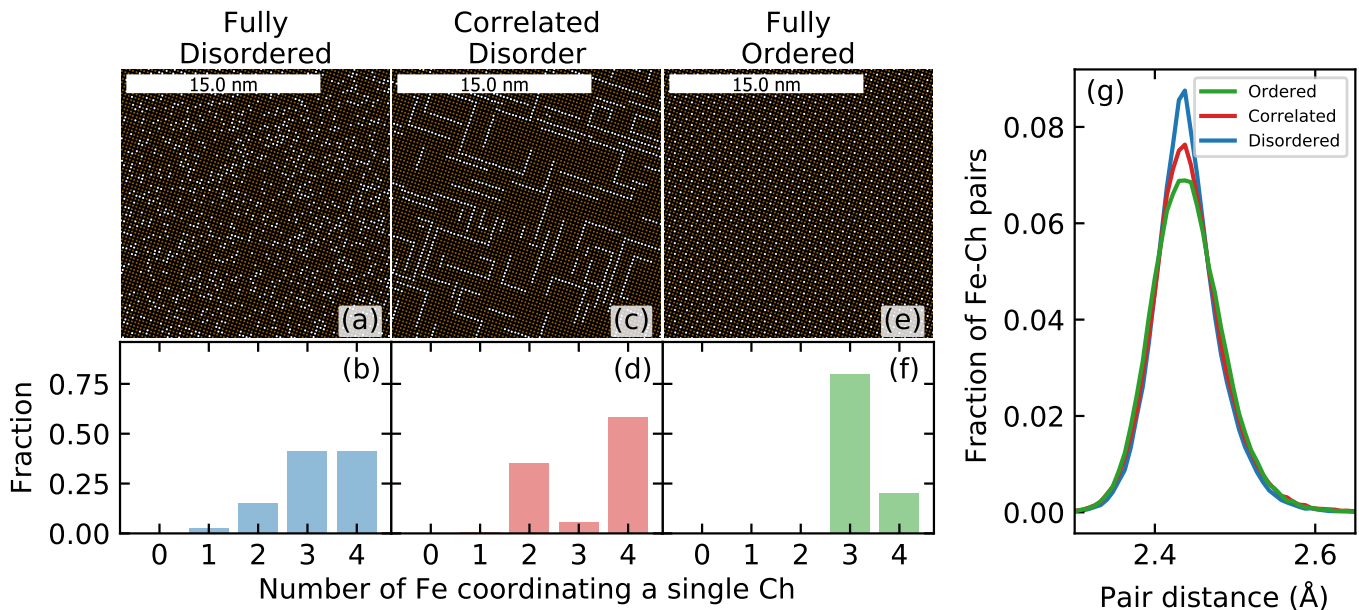 Fully
Disordered
Correlated
Disorder
Fully
Ordered
15.0 nm
15.0 nm
15.0 nm
(a)
(c)
(e)
(b)
(d)
(f)
0.75
0.50
0.25
0.00
Fraction
0 1 2 3 4
0 1 2 3 4
0 1 2 3 4
Number of Fe coordinating a single Ch
(g)
Ordered
Correlated
Disordered
0.08
0.06
0.04
0.02
0.00
Fraction of Fe-Ch pairs
2.4 2.6
Pair distance (Å)